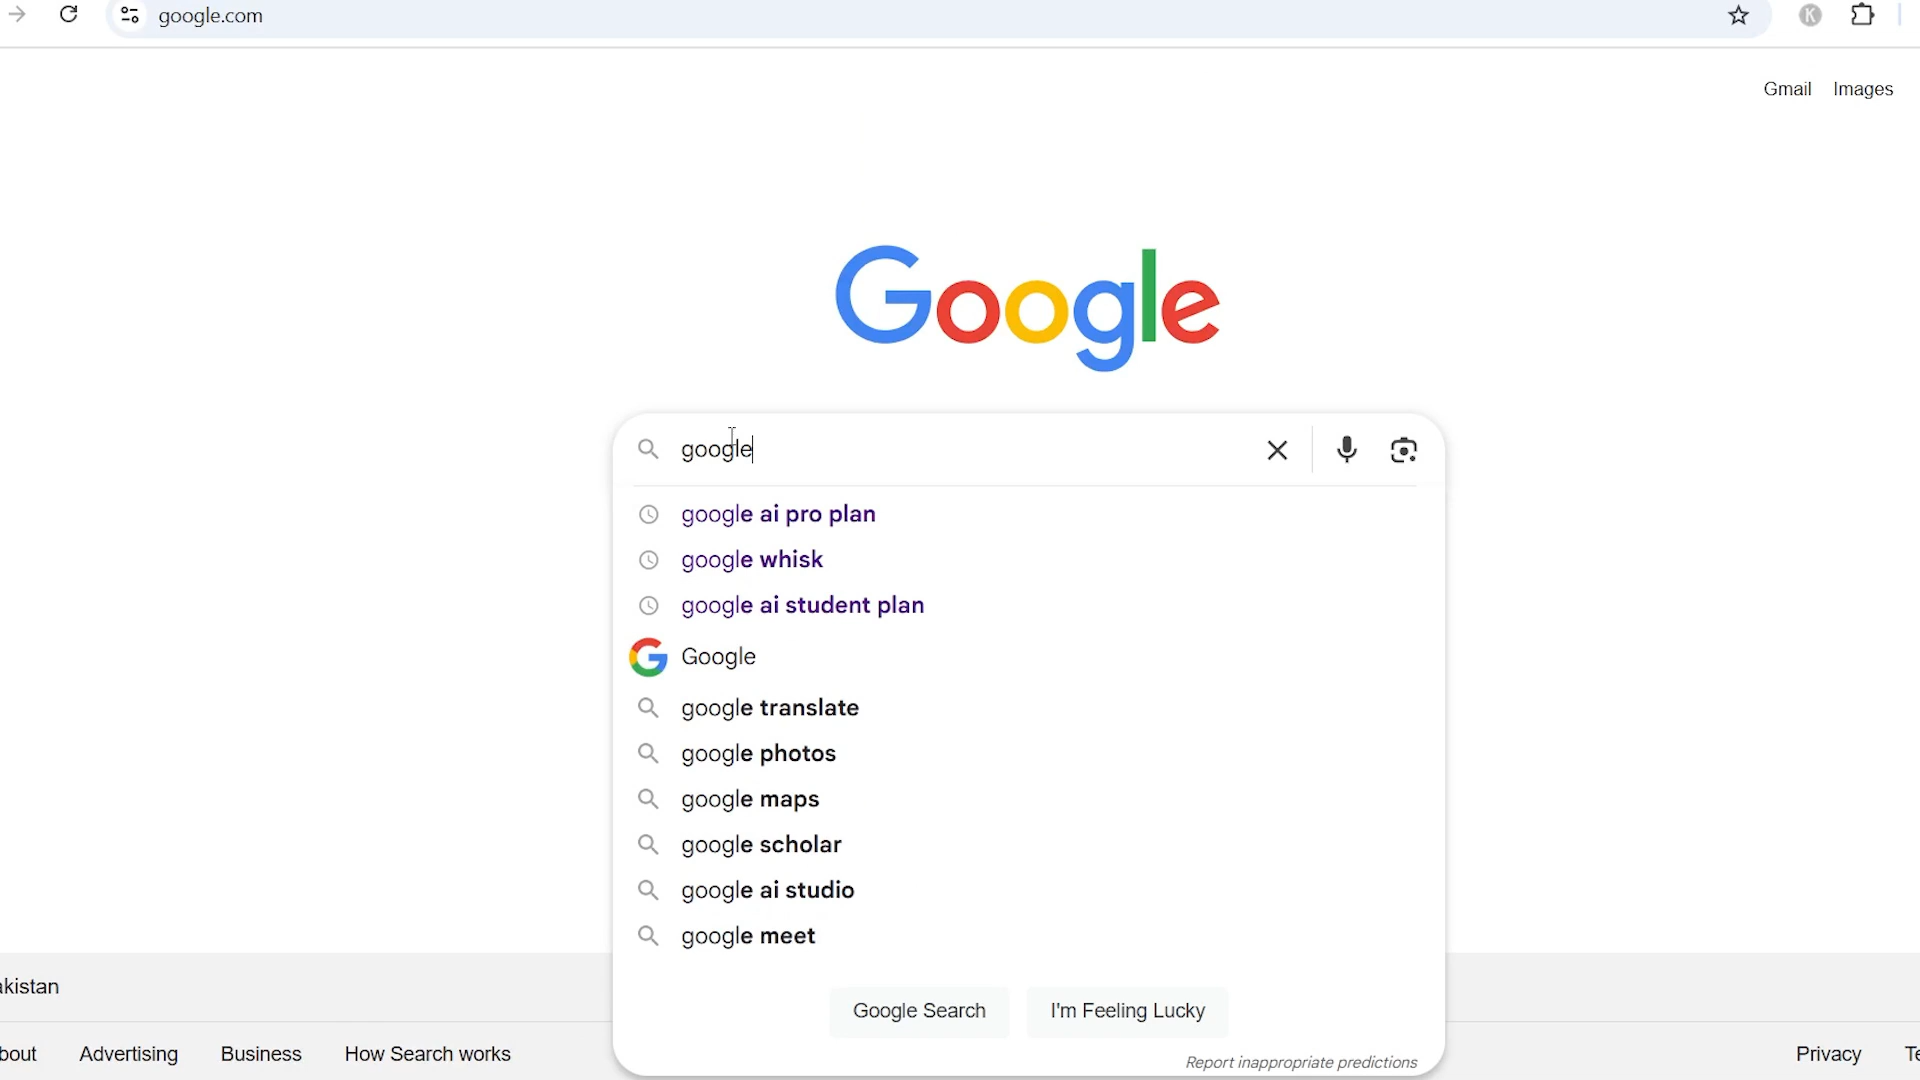 google.com
K
Gmail Images
Google
google
google ai pro plan
google whisk
google ai student plan
Google
google translate
google photos
google maps
google scholar
google ai studio
google meet
Google Search I'm Feeling Lucky
Report inappropriate predictions
akistan
bout Advertising Business How Search works Privacy Te